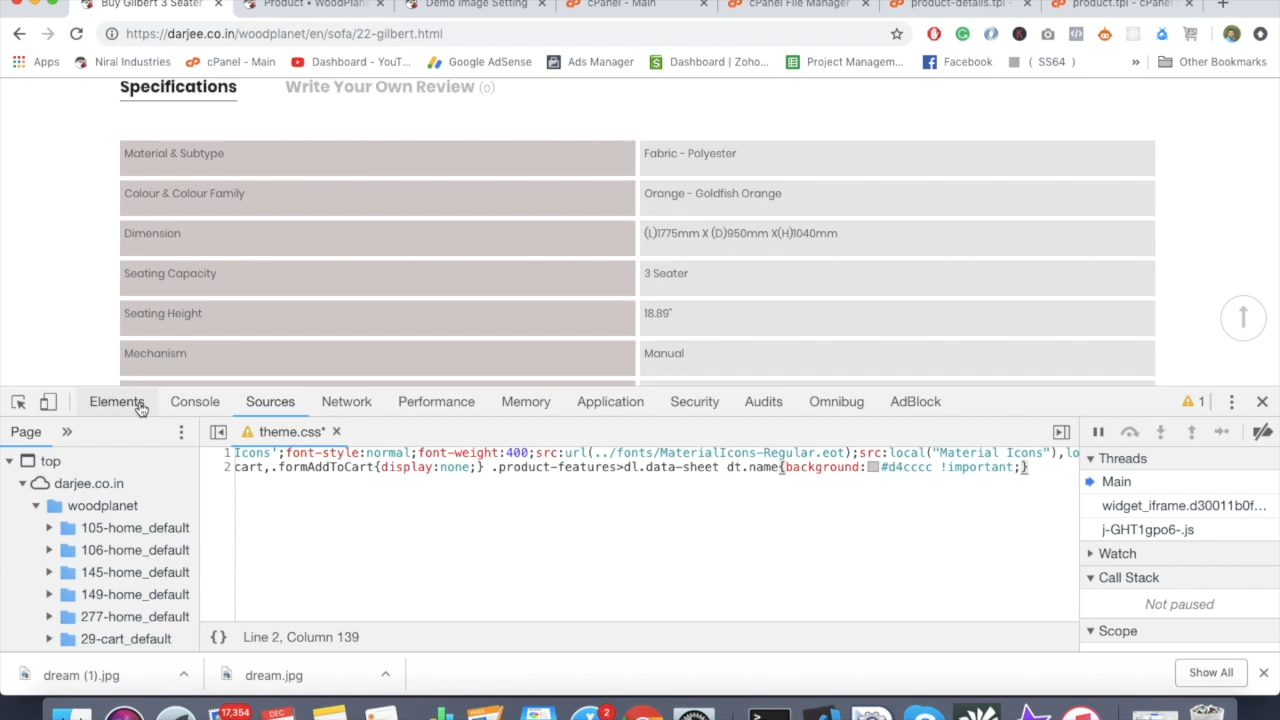 Buy Gilbert 3 Seater
Product • WoodPlane
Demo Image Setting
cPanel - Main
cPanel File Manager
product-details.tpl -
product.tpl - cPanel
https://darjee.co.in/woodplanet/en/sofa/22-gilbert.html
Apps
Niral Industries
cPanel - Main
Dashboard - YouT...
Google AdSense
Ads Manager
Dashboard | Zoho...
Project Managem...
Facebook
( SS64 )
»
Other Bookmarks
Specifications
Write Your Own Review (0)
Material & Subtype
Fabric - Polyester
Colour & Colour Family
Orange - Goldfish Orange
Dimension
(L)1775mm X (D)950mm X(H)1040mm
Seating Capacity
3 Seater
Seating Height
18.89"
Mechanism
Manual
Elements
Console
Sources
Network
Performance
Memory
Application
Security
Audits
Omnibug
AdBlock
1
Page
»
theme.css*
top
darjee.co.in
woodplanet
105-home_default
106-home_default
145-home_default
149-home_default
277-home_default
29-cart_default
1 Icons';font-style:normal;font-weight:400;src:url(../fonts/MaterialIcons-Regular.eot);src:local("Material Icons"),lo
2 cart,.formAddToCart{display:none;} .product-features>dl.data-sheet dt.name{background:#d4cccc !important;}
{} Line 2, Column 139
Threads
Main
widget_iframe.d30011b0f...
j-GHT1gpo6-.js
Watch
Call Stack
Not paused
Scope
dream (1).jpg
dream.jpg
Show All
17,354
DEC
2